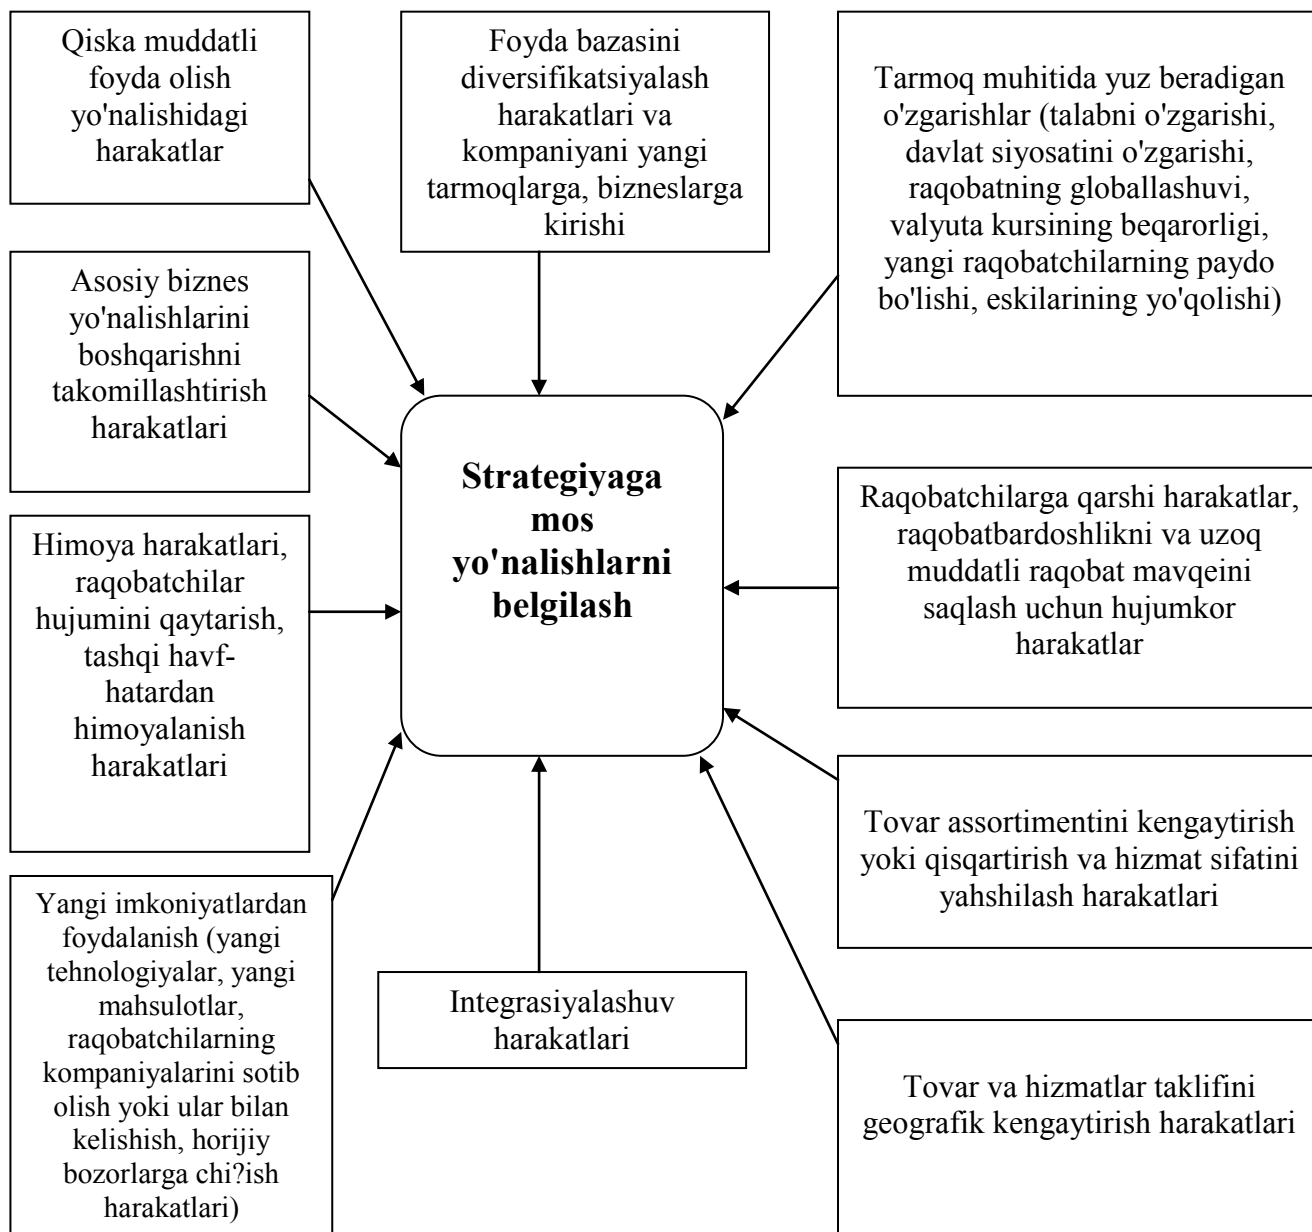 Qiska muddatli
foyda olish
yo'nalishidagi
harakatlar
Foyda bazasini
diversifikatsiyalash
harakatlari va
kompaniyani yangi
tarmoqlarga, bizneslarga
kirishi
Tarmoq muhitida yuz beradigan
o'zgarishlar (talabni o'zgarishi,
davlat siyosatini o'zgarishi,
raqobatning globallashuvi,
valyuta kursining beqarorligi,
yangi raqobatchilarning paydo
bo'lishi, eskilarining yo'qolishi)
Asosiy biznes
yo'nalishlarini
boshqarishni
takomillashtirish
harakatlari
Strategiyaga
mos
yo'nalishlarni
belgilash
Raqobatchilarga qarshi harakatlar,
raqobatbardoshlikni va uzoq
muddatli raqobat mavqeini
saqlash uchun hujumkor
harakatlar
Himoya harakatlari,
raqobatchilar
hujumini qaytarish,
tashqi havf-
hatardan
himoyalanish
harakatlari
Tovar assortimentini kengaytirish
yoki qisqartirish va hizmat sifatini
yahshilash harakatlari
Yangi imkoniyatlardan
foydalanish (yangi
tehnologiyalar, yangi
mahsulotlar,
raqobatchilarning
kompaniyalarini sotib
olish yoki ular bilan
kelishish, horijiy
bozorlarga chi?ish
harakatlari)
Integrasiyalashuv
harakatlari
Tovar va hizmatlar taklifini
geografik kengaytirish harakatlari